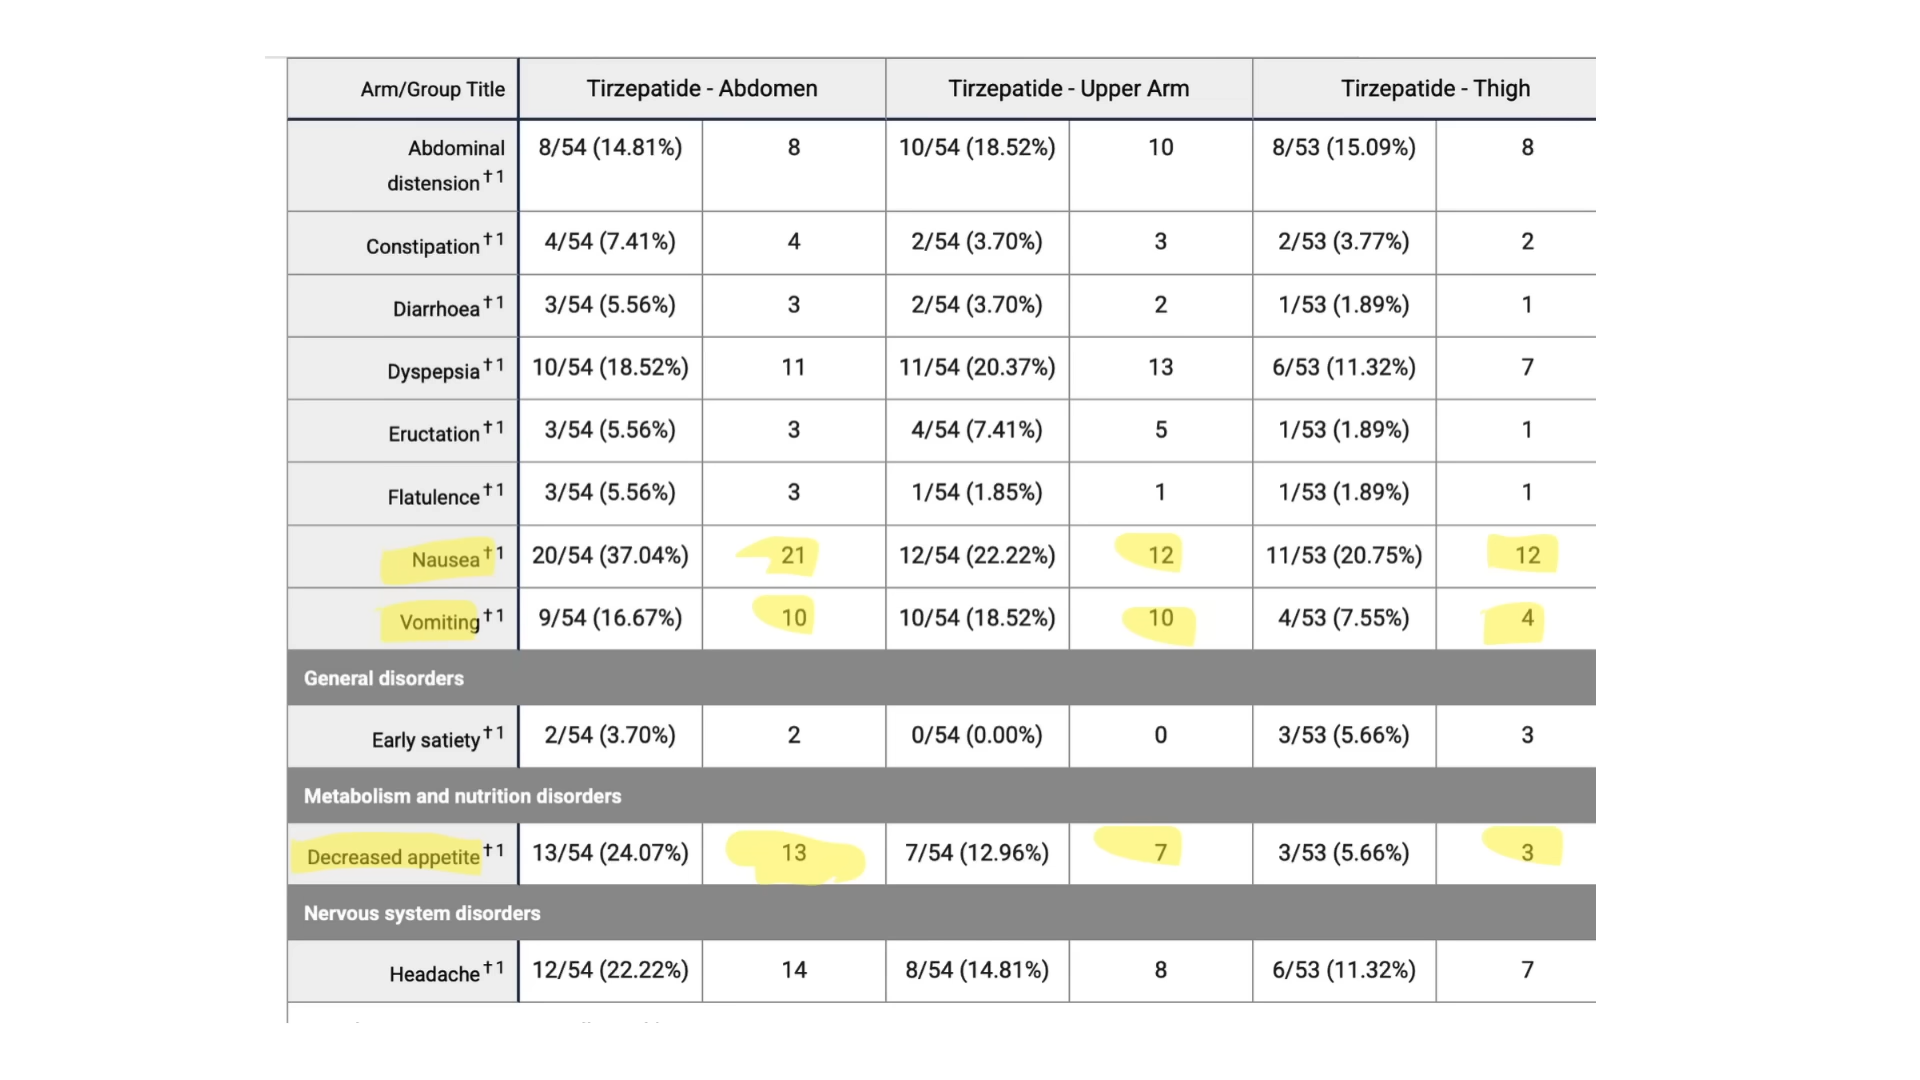 Arm/Group Title Tirzepatide - Abdomen Tirzepatide - Upper Arm Tirzepatide - Thigh
Abdominal 8/54 (14.81%) 8 10/54 (18.52%) 10 8/53 (15.09%) 8
distension†1
Constipation†1 4/54 (7.41%) 4 2/54 (3.70%) 3 2/53 (3.77%) 2
Diarrhoea†1 3/54 (5.56%) 3 2/54 (3.70%) 2 1/53 (1.89%) 1
Dyspepsia†1 10/54 (18.52%) 11 11/54 (20.37%) 13 6/53 (11.32%) 7
Eructation†1 3/54 (5.56%) 3 4/54 (7.41%) 5 1/53 (1.89%) 1
Flatulence†1 3/54 (5.56%) 3 1/54 (1.85%) 1 1/53 (1.89%) 1
Nausea†1 20/54 (37.04%) 21 12/54 (22.22%) 12 11/53 (20.75%) 12
Vomiting†1 9/54 (16.67%) 10 10/54 (18.52%) 10 4/53 (7.55%) 4
General disorders
Early satiety†1 2/54 (3.70%) 2 0/54 (0.00%) 0 3/53 (5.66%) 3
Metabolism and nutrition disorders
Decreased appetite†1 13/54 (24.07%) 13 7/54 (12.96%) 7 3/53 (5.66%) 3
Nervous system disorders
Headache†1 12/54 (22.22%) 14 8/54 (14.81%) 8 6/53 (11.32%) 7